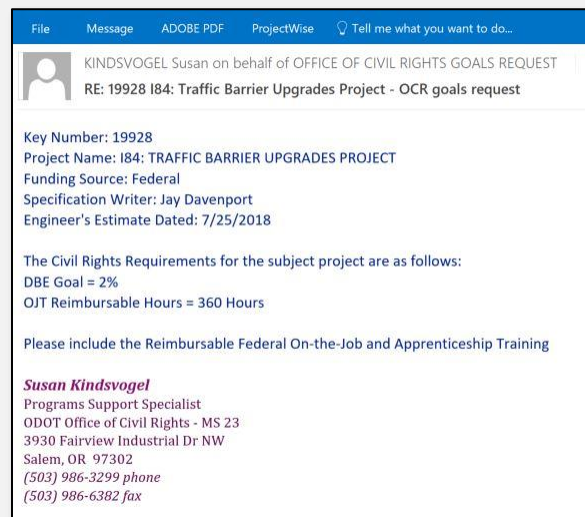 File Message ADOBE PDF ProjectWise Tell me what you want to do...
KINDSVOGEL Susan on behalf of OFFICE OF CIVIL RIGHTS GOALS REQUEST
RE: 19928 I84: Traffic Barrier Upgrades Project - OCR goals request
Key Number: 19928
Project Name: I84: TRAFFIC BARRIER UPGRADES PROJECT
Funding Source: Federal
Specification Writer: Jay Davenport
Engineer's Estimate Dated: 7/25/2018
The Civil Rights Requirements for the subject project are as follows:
DBE Goal = 2%
OJT Reimbursable Hours = 360 Hours
Please include the Reimbursable Federal On-the-Job and Apprenticeship Training
Susan Kindsvogel
Programs Support Specialist
ODOT Office of Civil Rights - MS 23
3930 Fairview Industrial Dr NW
Salem, OR 97302
(503) 986-3299 phone
(503) 986-6382 fax